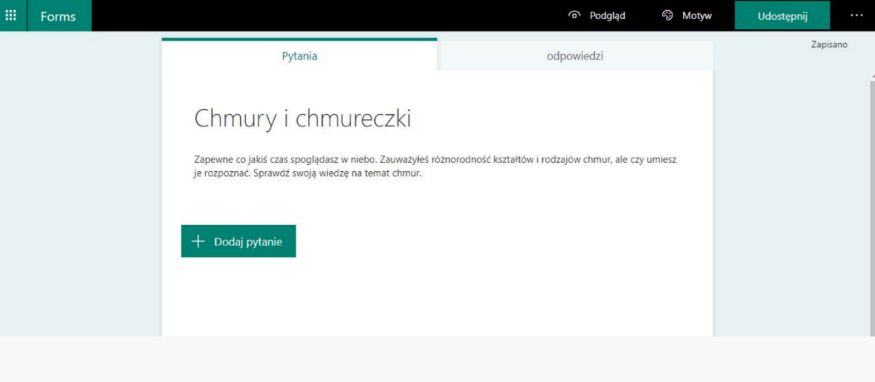 Forms
Podgląd
Motyw
Udostępnij
Zapisano
Pytania
odpowiedzi
Chmury i chmureczki
Zapewne co jakiś czas spoglądasz w niebo. Zauważyłeś różnorodność kształtów i rodzajów chmur, ale czy umiesz
je rozpoznać. Sprawdź swoją wiedzę na temat chmur.
+ Dodaj pytanie